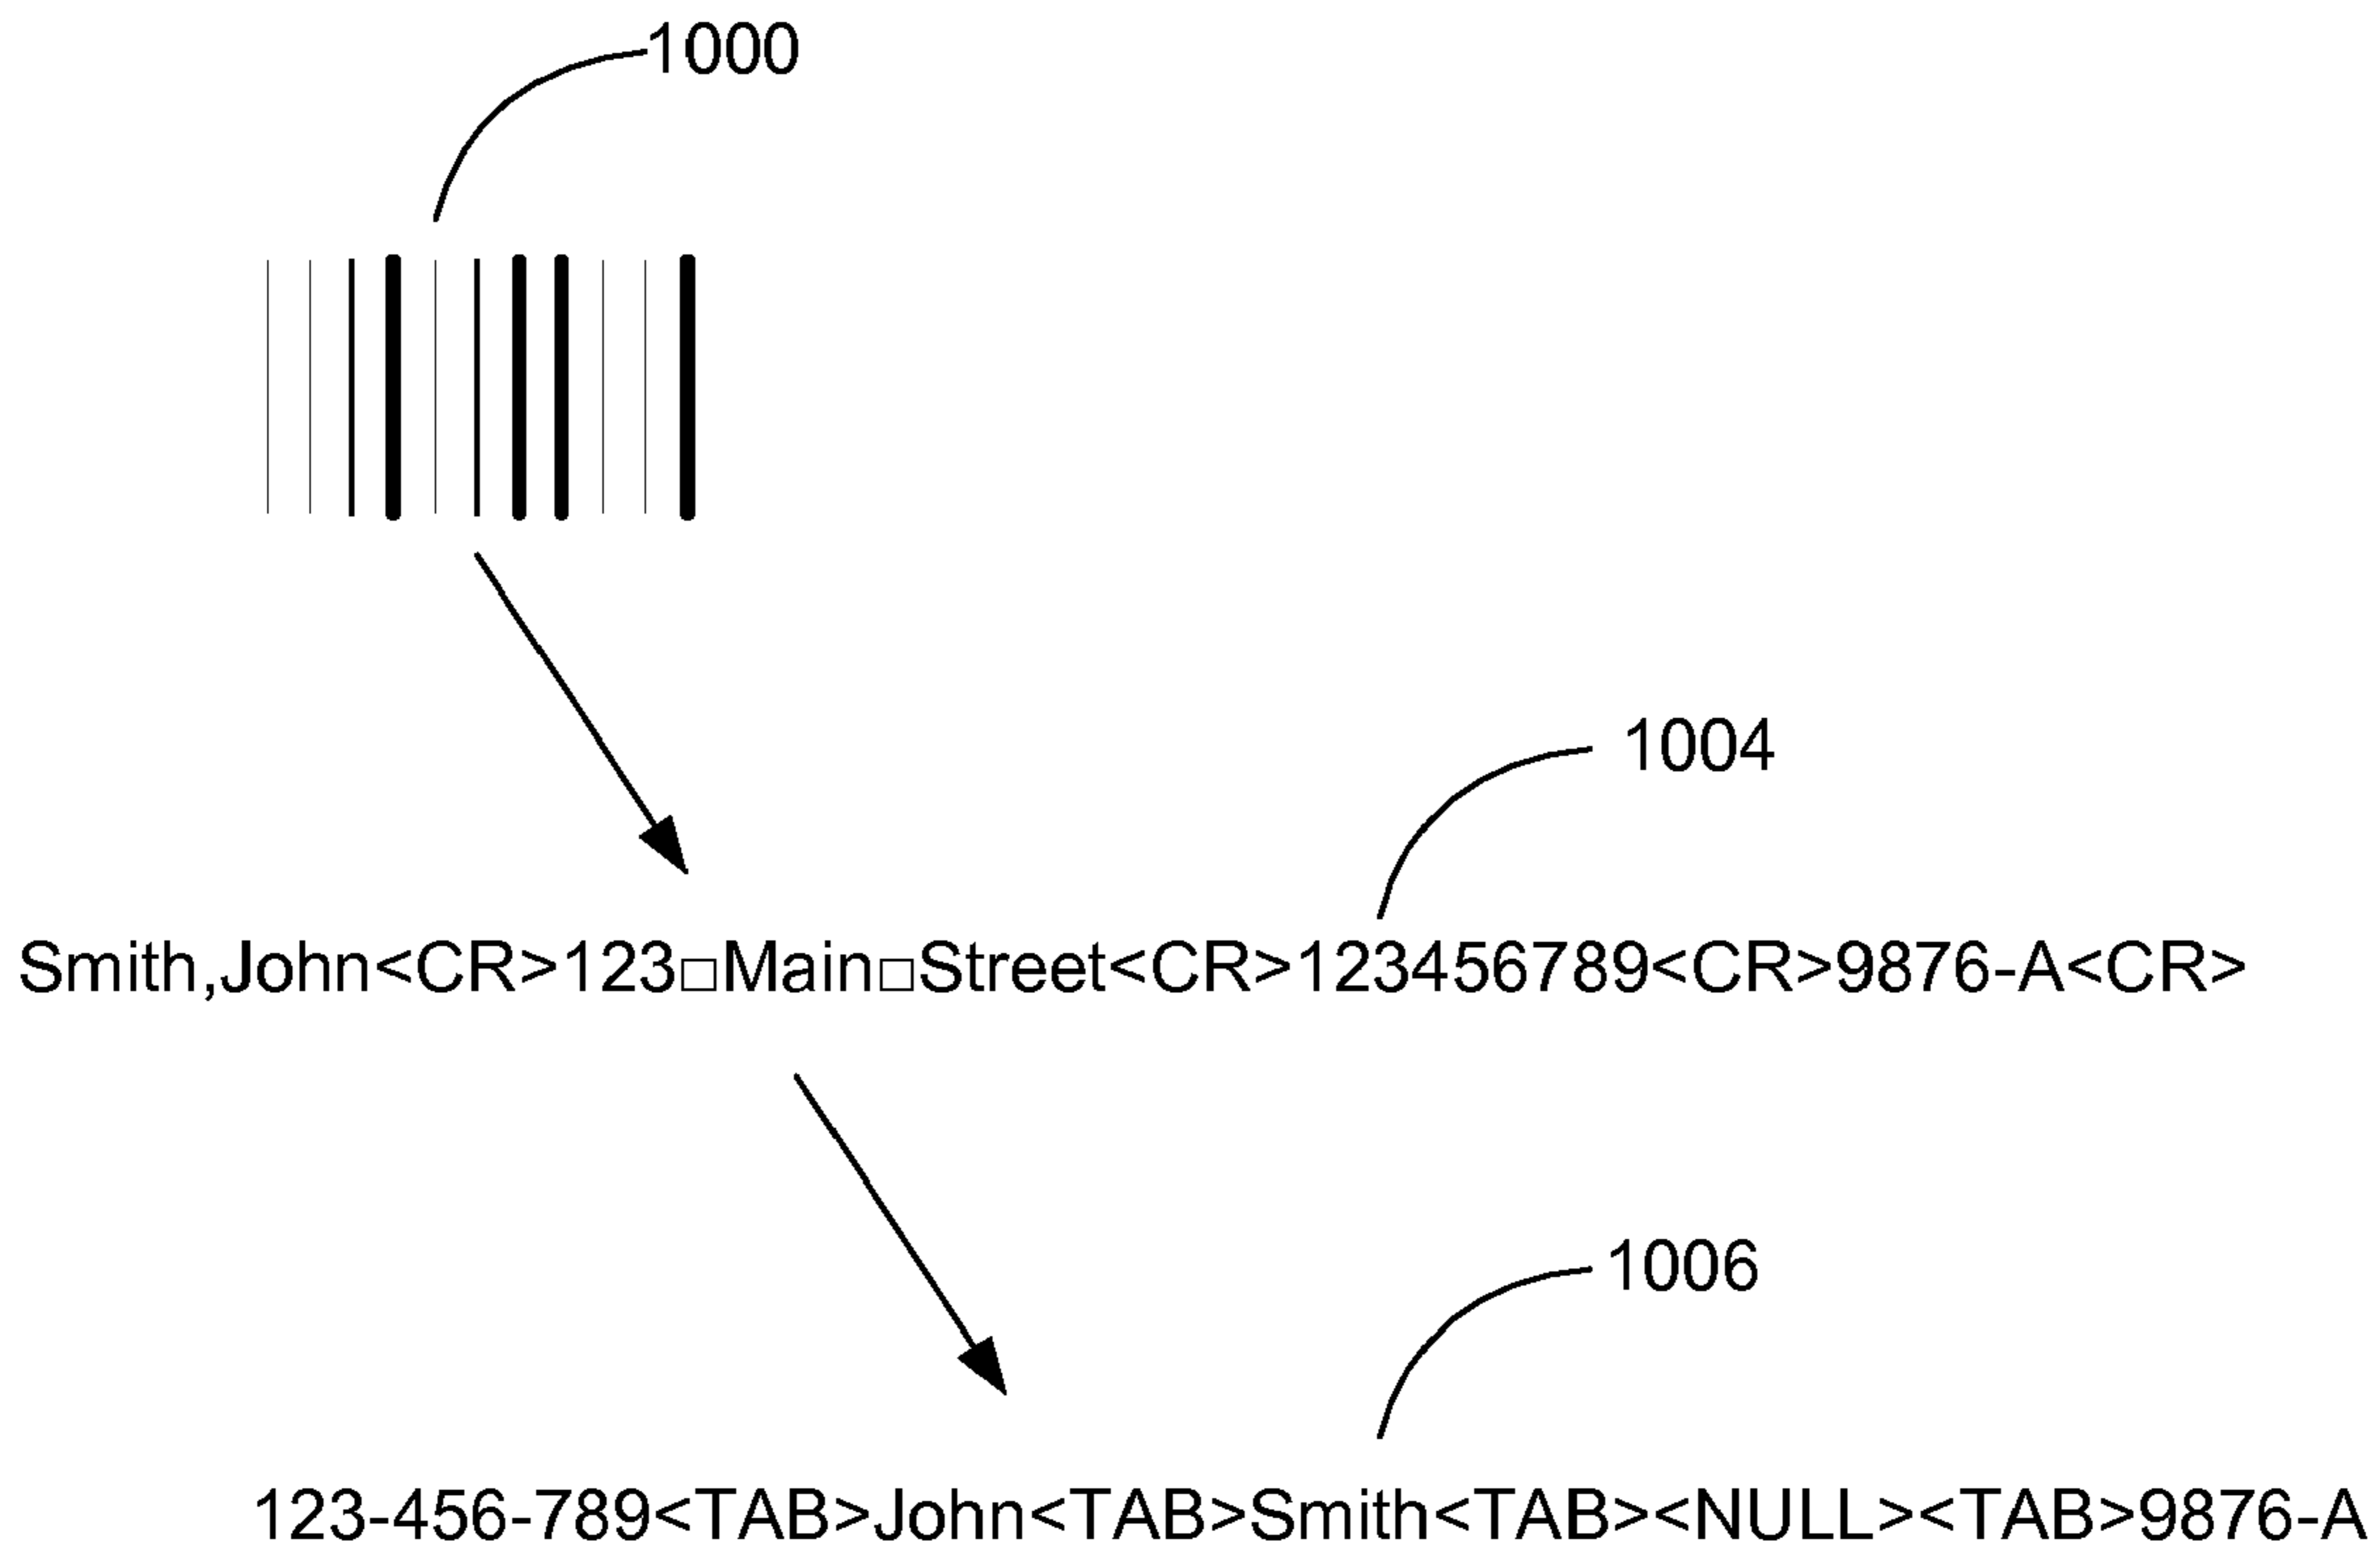 1000
1004
Smith,John<CR>123□Main□Street<CR>123456789<CR>9876-A<CR>
1006
123-456-789<TAB>John<TAB>Smith<TAB><NULL><TAB>9876-A